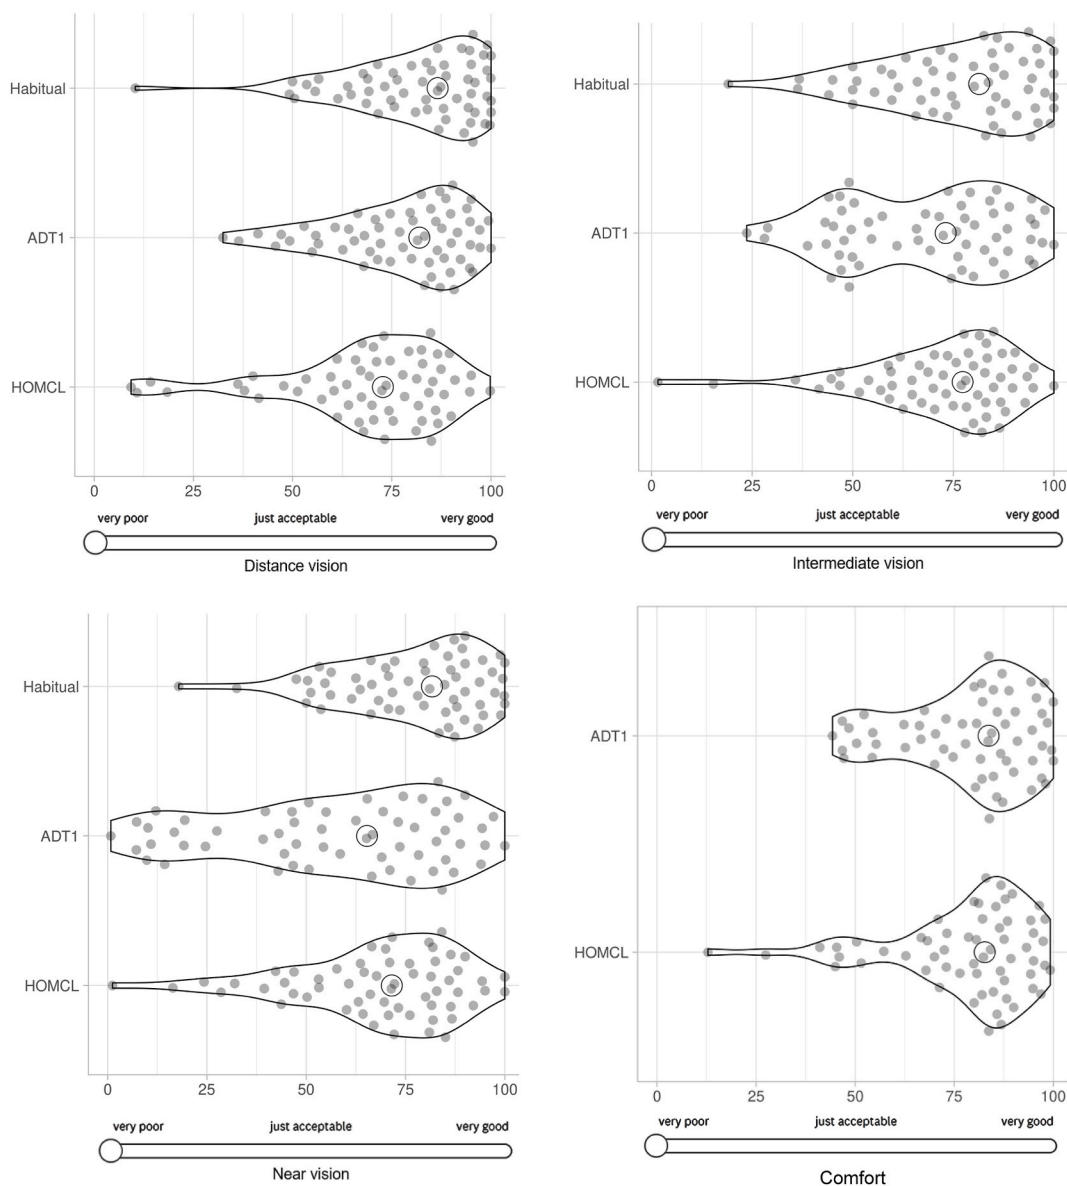 Habitual
ADT1
HOMCL
0 25 50 75 100
very poor just acceptable very good
Distance vision
Habitual
ADT1
HOMCL
0 25 50 75 100
very poor just acceptable very good
Intermediate vision
Habitual
ADT1
HOMCL
0 25 50 75 100
very poor just acceptable very good
Near vision
ADT1
HOMCL
0 25 50 75 100
very poor just acceptable very good
Comfort